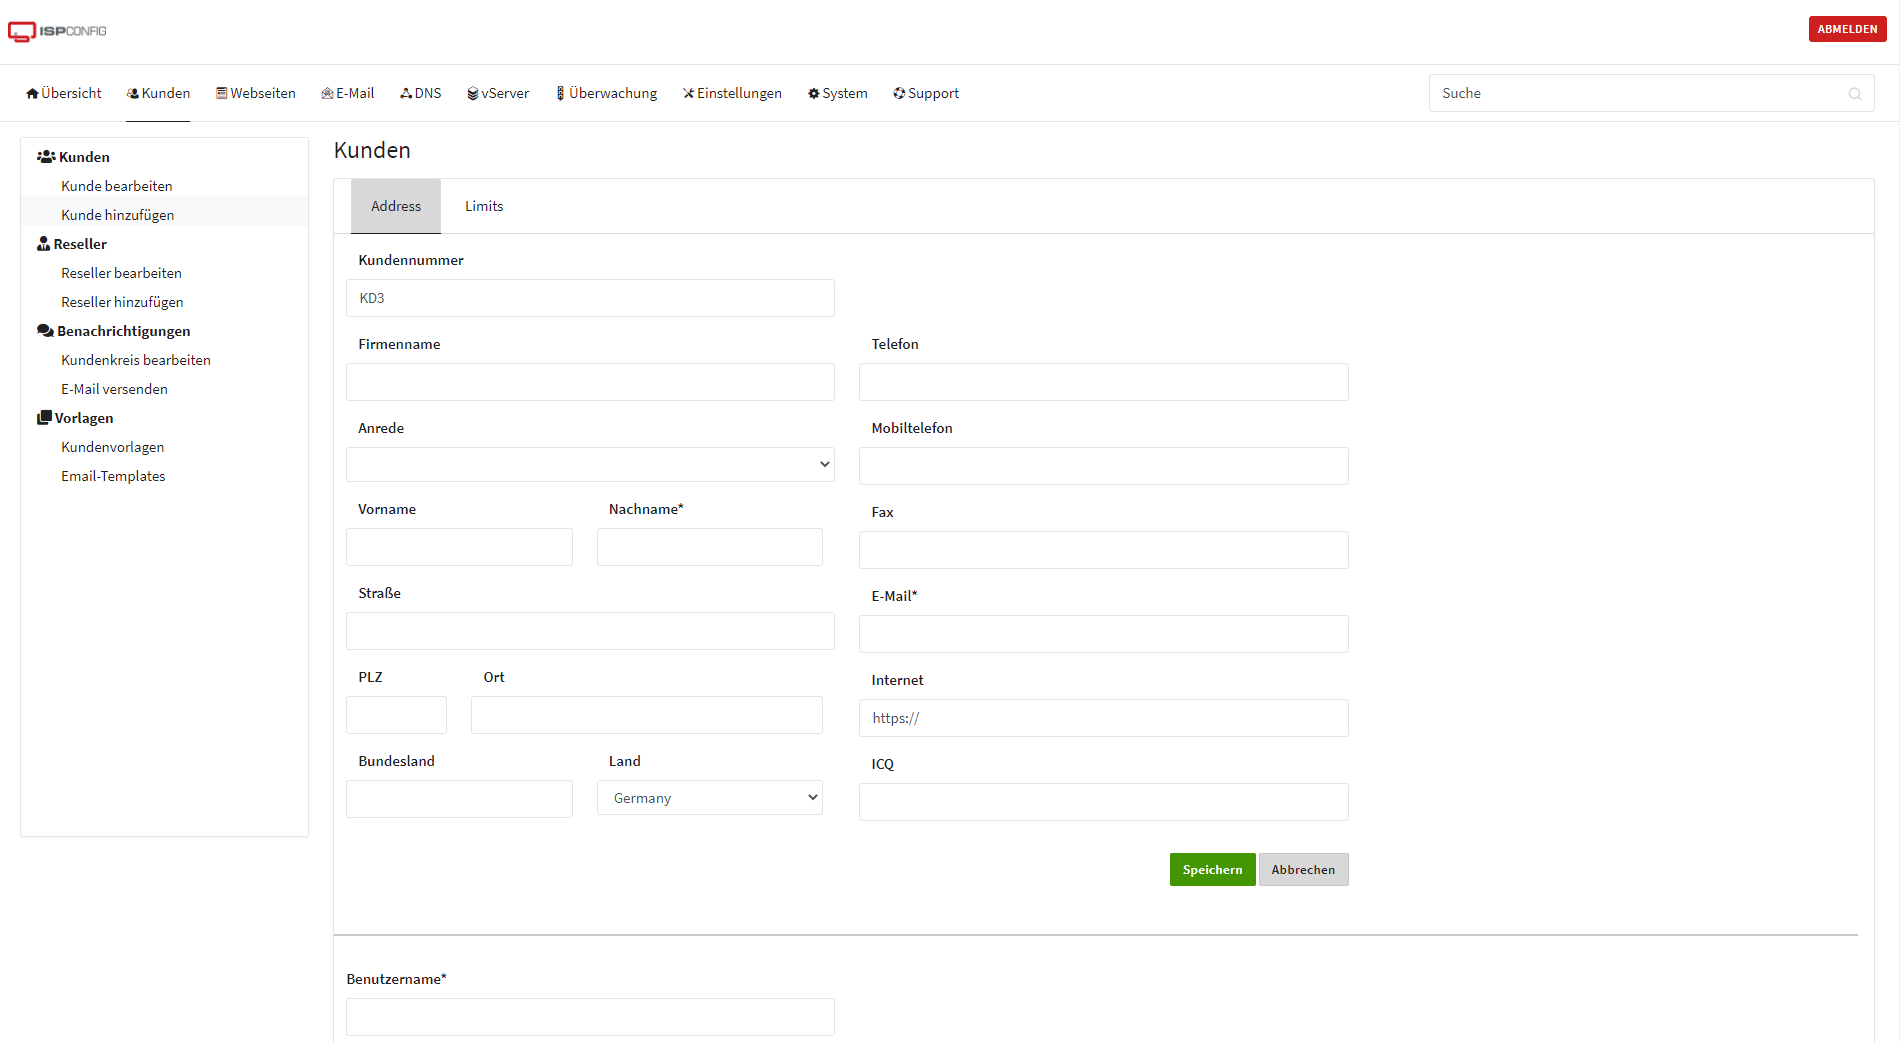 ISPCONFIG
ABMELDEN
Übersicht Kunden Webseiten E-Mail DNS vServer Überwachung Einstellungen System Support
Suche
Kunden
Kunde bearbeiten
Kunde hinzufügen
Reseller
Reseller bearbeiten
Reseller hinzufügen
Benachrichtigungen
Kundenkreis bearbeiten
E-Mail versenden
Vorlagen
Kundenvorlagen
Email-Templates
Kunden
Address Limits
Kundennummer
KD3
Firmenname Telefon
Anrede Mobiltelefon
Vorname Nachname* Fax
Straße E-Mail*
PLZ Ort Internet
https://
Bundesland Land ICQ
Germany
Speichern Abbrechen
Benutzername*